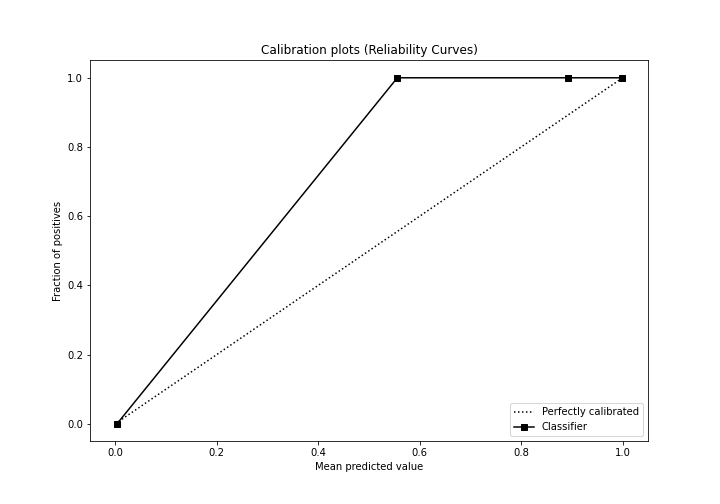 Calibration plots (Reliability Curves)
Fraction of positives
1.0
0.8
0.6
0.4
0.2
0.0
0.0 0.2 0.4 0.6 0.8 1.0
Mean predicted value
Perfectly calibrated
Classifier